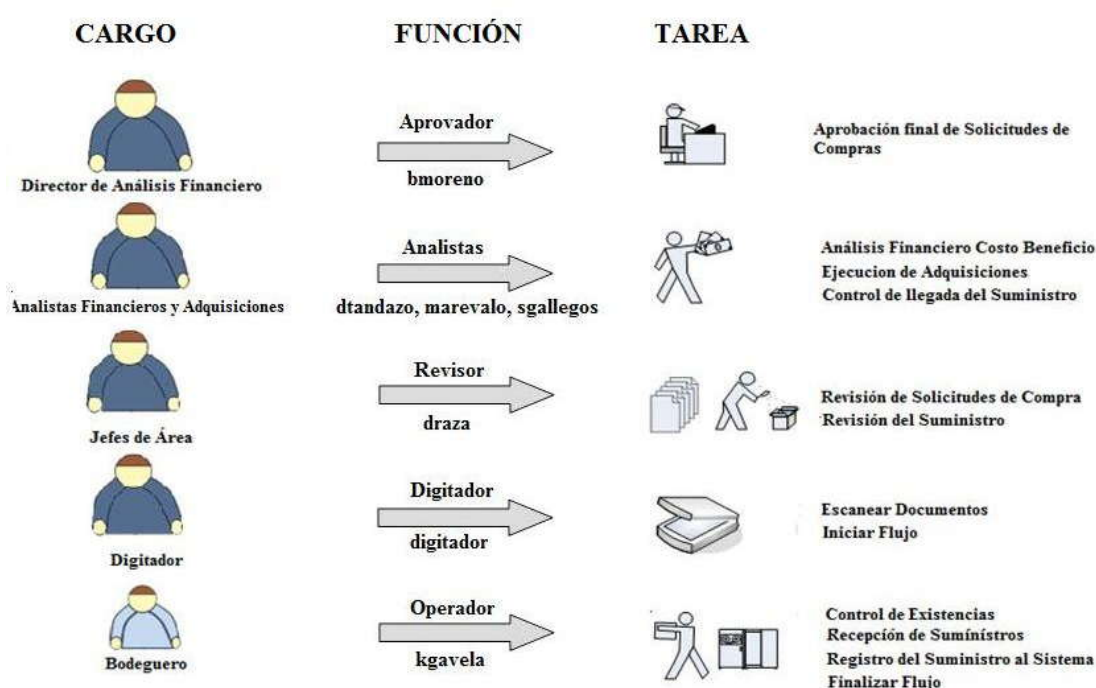 CARGO
FUNCIÓN
TAREA
Director de Análisis Financiero
Aprovador
bmoreno
Aprobación final de Solicitudes de
Compras
Analistas Financieros y Adquisiciones
Analistas
dtandazo, marevalo, sgallegos
Análisis Financiero Costo Beneficio
Ejecucion de Adquisiciones
Control de llegada del Suministro
Jefes de Área
Revisor
draza
Revisión de Solicitudes de Compra
Revisión del Suministro
Digitador
Digitador
digitador
Escanear Documentos
Iniciar Flujo
Bodeguero
Operador
kgavela
Control de Existencias
Recepción de Sumínístros
Registro del Suministro al Sistema
Finalizar Flujo